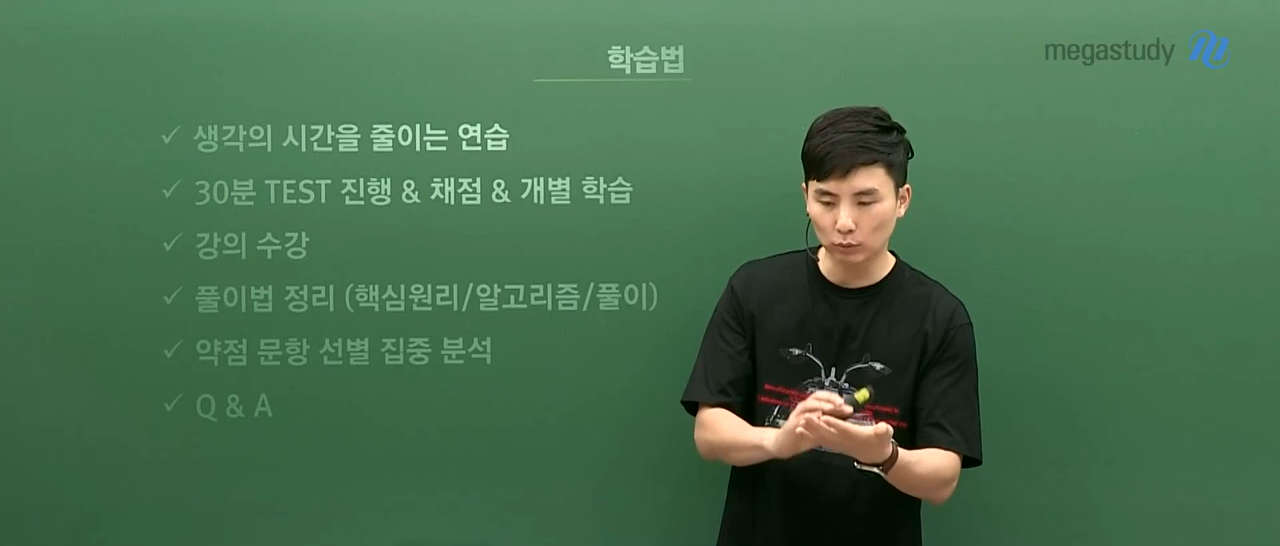 학습법
megastudy
✓ 생각의 시간을 줄이는 연습
✓ 30분 TEST 진행 & 채점 & 개별 학습
✓ 강의 수강
✓ 풀이법 정리 (핵심원리/알고리즘/풀이)
✓ 약점 문항 선별 집중 분석
✓ Q & A